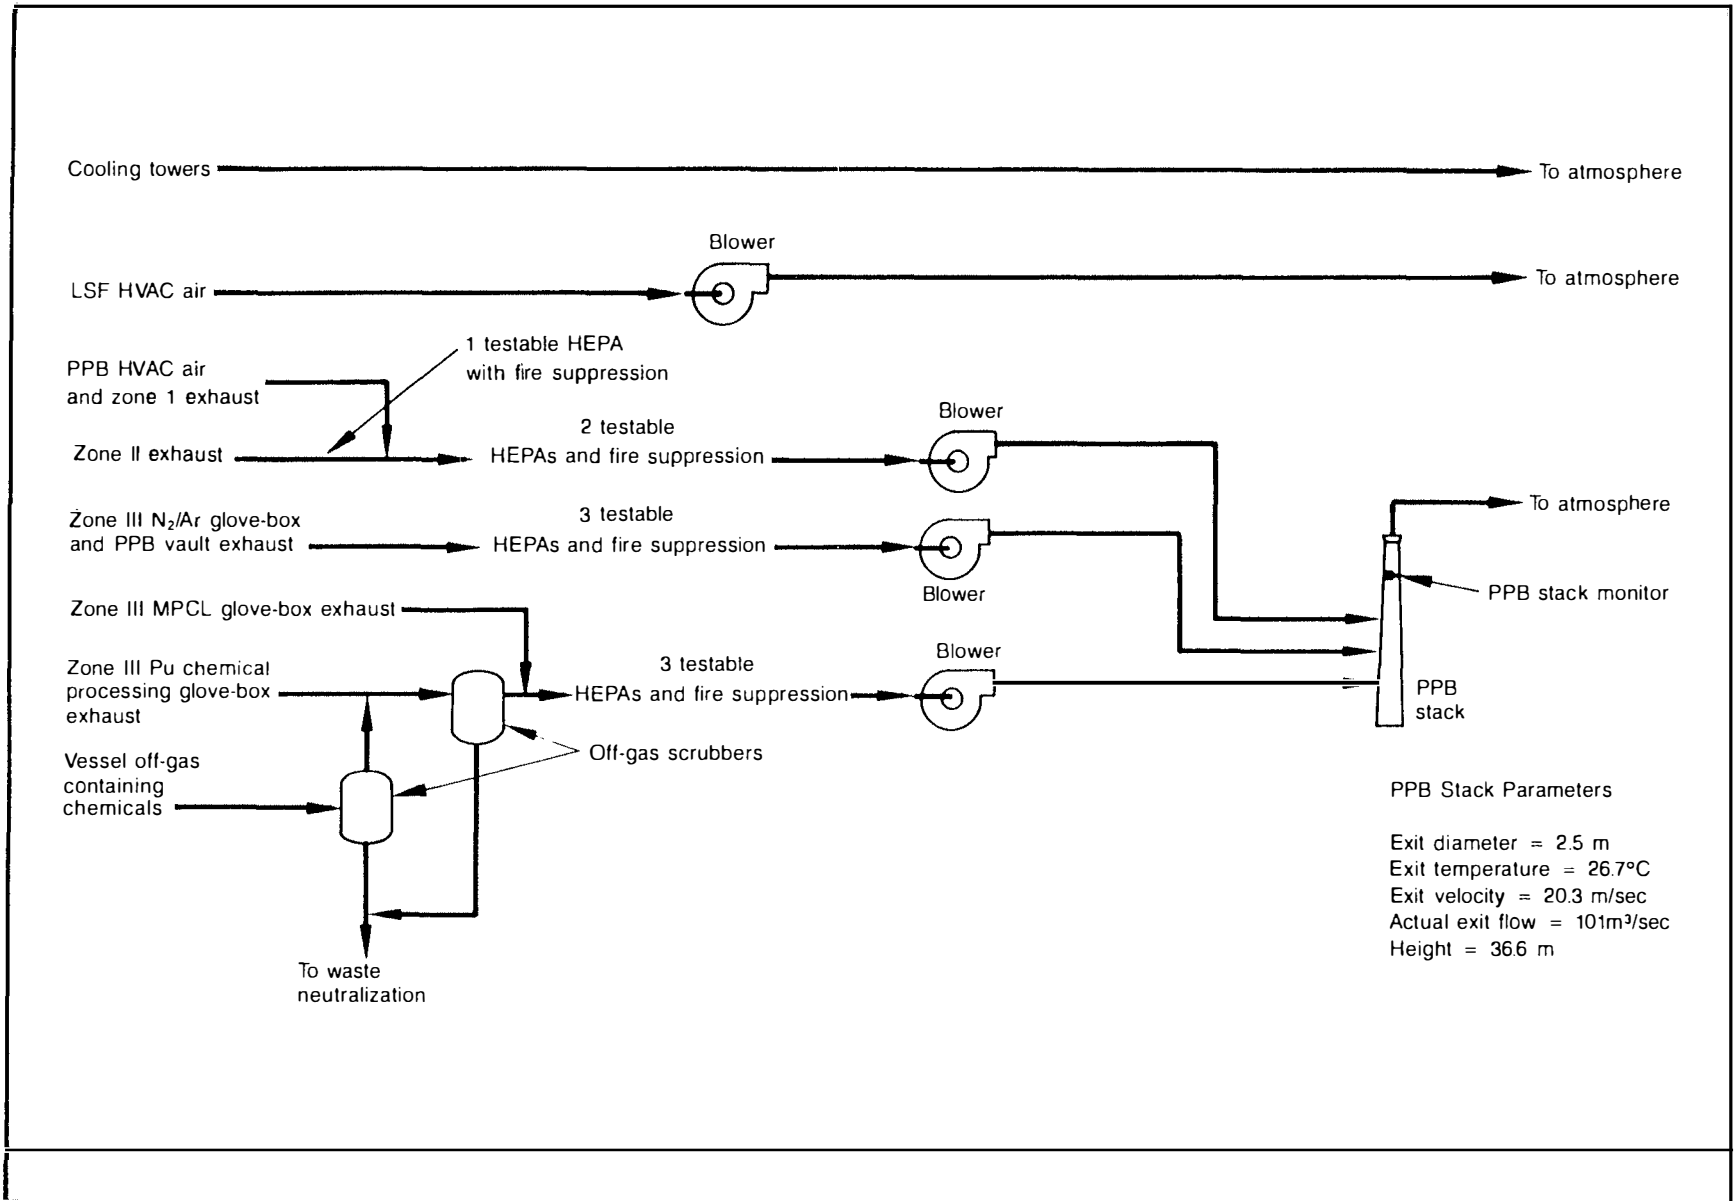 Cooling towers
To atmosphere
Blower
LSF HVAC air
To atmosphere
1 testable HEPA
with fire suppression
PPB HVAC air
and zone 1 exhaust
Blower
2 testable
Zone II exhaust
HEPAs and fire suppression
Zone III N₂/Ar glove-box
and PPB vault exhaust
3 testable
HEPAs and fire suppression
Blower
To atmosphere
PPB stack monitor
Zone III MPCL glove-box exhaust
Zone III Pu chemical
processing glove-box
exhaust
3 testable
HEPAs and fire suppression
Blower
PPB
stack
Off-gas scrubbers
Vessel off-gas
containing
chemicals
To waste
neutralization
PPB Stack Parameters
Exit diameter = 2.5 m
Exit temperature = 26.7°C
Exit velocity = 20.3 m/sec
Actual exit flow = 101m³/sec
Height = 36.6 m